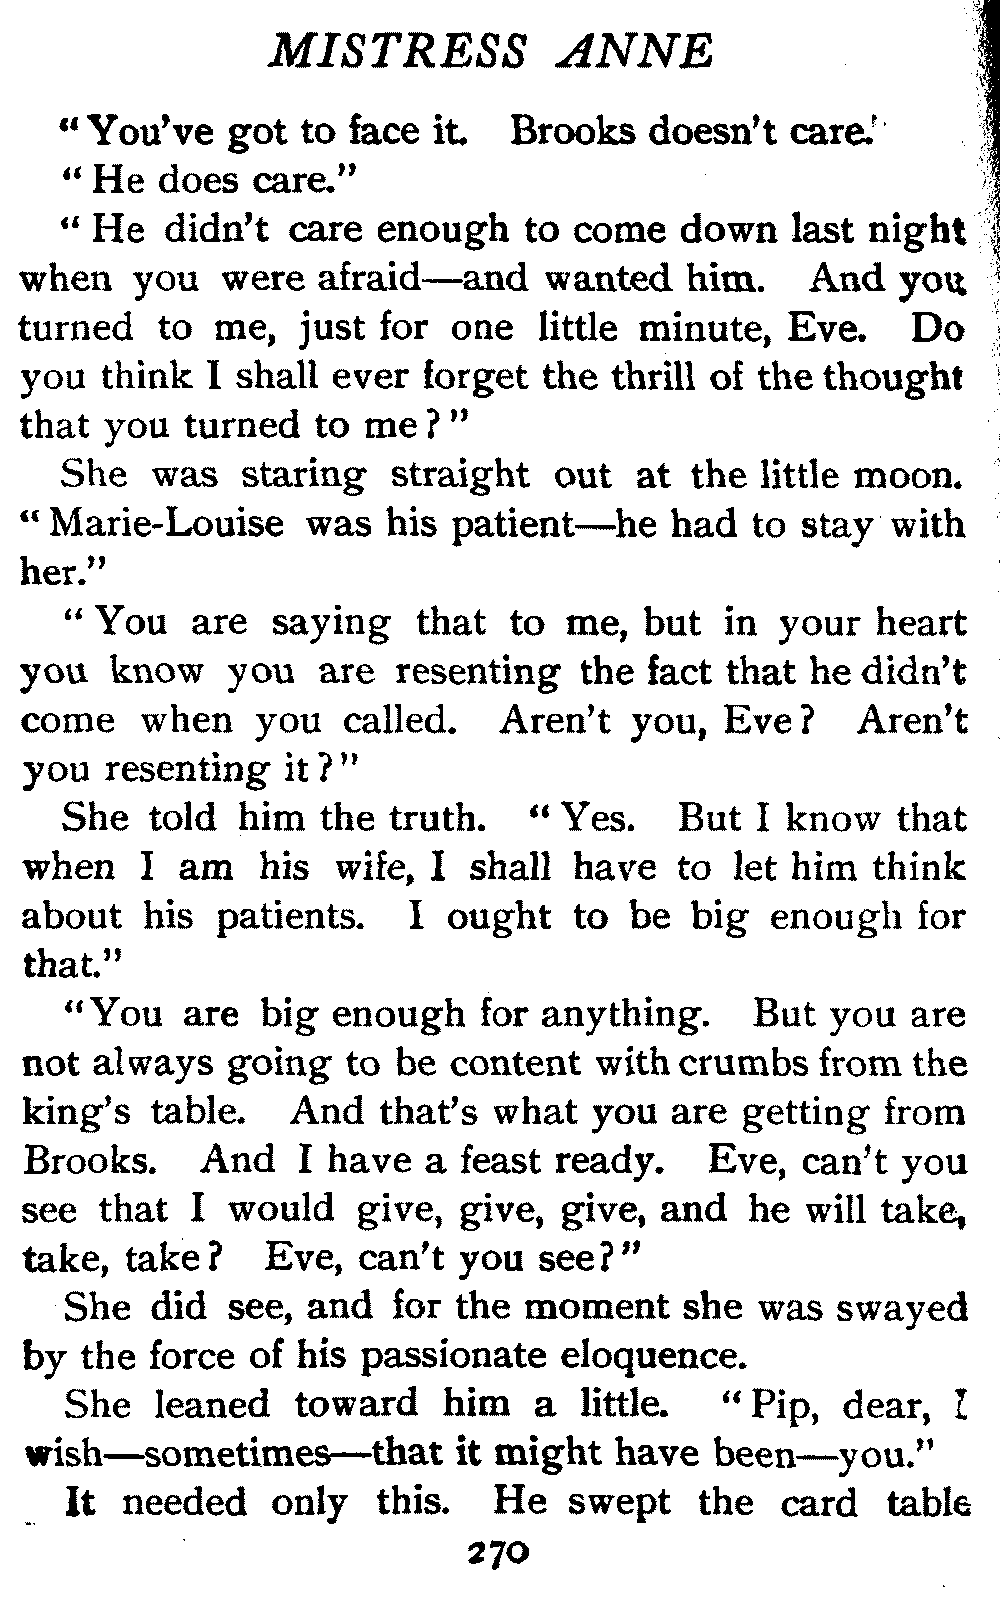 MISTRESS ANNE
"You've got to face it. Brooks doesn't care."
"He does care."
"He didn't care enough to come down last night
when you were afraid—and wanted him. And you
turned to me, just for one little minute, Eve. Do
you think I shall ever forget the thrill of the thought
that you turned to me?"
She was staring straight out at the little moon.
"Marie-Louise was his patient—he had to stay with
her."
"You are saying that to me, but in your heart
you know you are resenting the fact that he didn't
come when you called. Aren't you, Eve? Aren't
you resenting it?"
She told him the truth. "Yes. But I know that
when I am his wife, I shall have to let him think
about his patients. I ought to be big enough for
that."
"You are big enough for anything. But you are
not always going to be content with crumbs from the
king's table. And that's what you are getting from
Brooks. And I have a feast ready. Eve, can't you
see that I would give, give, give, and he will take,
take, take? Eve, can't you see?"
She did see, and for the moment she was swayed
by the force of his passionate eloquence.
She leaned toward him a little. "Pip, dear, I
wish—sometimes—that it might have been—you."
It needed only this. He swept the card table
270